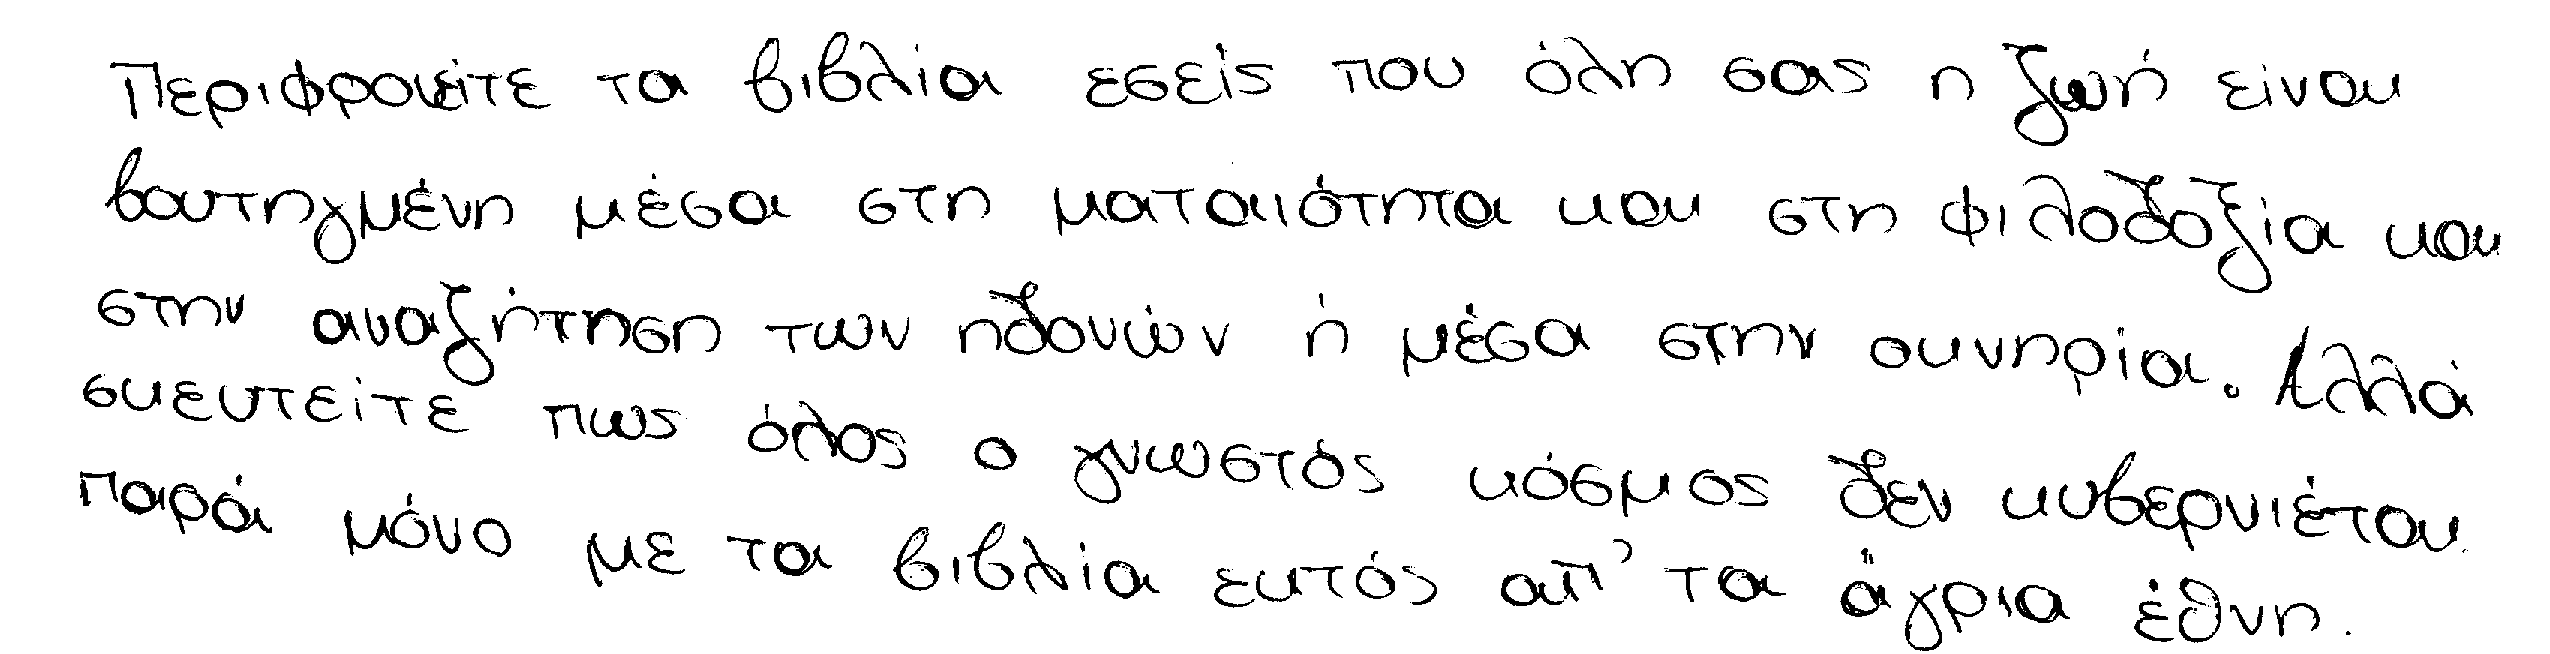 Περιφρονείτε τα βιβλία εσείς που όλη σας η ζωή είναι
βουτηγμένη μέσα στη ματαιότητα και στη φιλοδοξία και
στην αναζήτηση των ηδονών ή μέσα στην οκνηρία. Αλλά
σκευτείτε πως όλος ο γνωστός κόσμος δεν κυβερνιέται
παρά μόνο με τα βιβλία εκτός απ' τα άγρια έθνη.